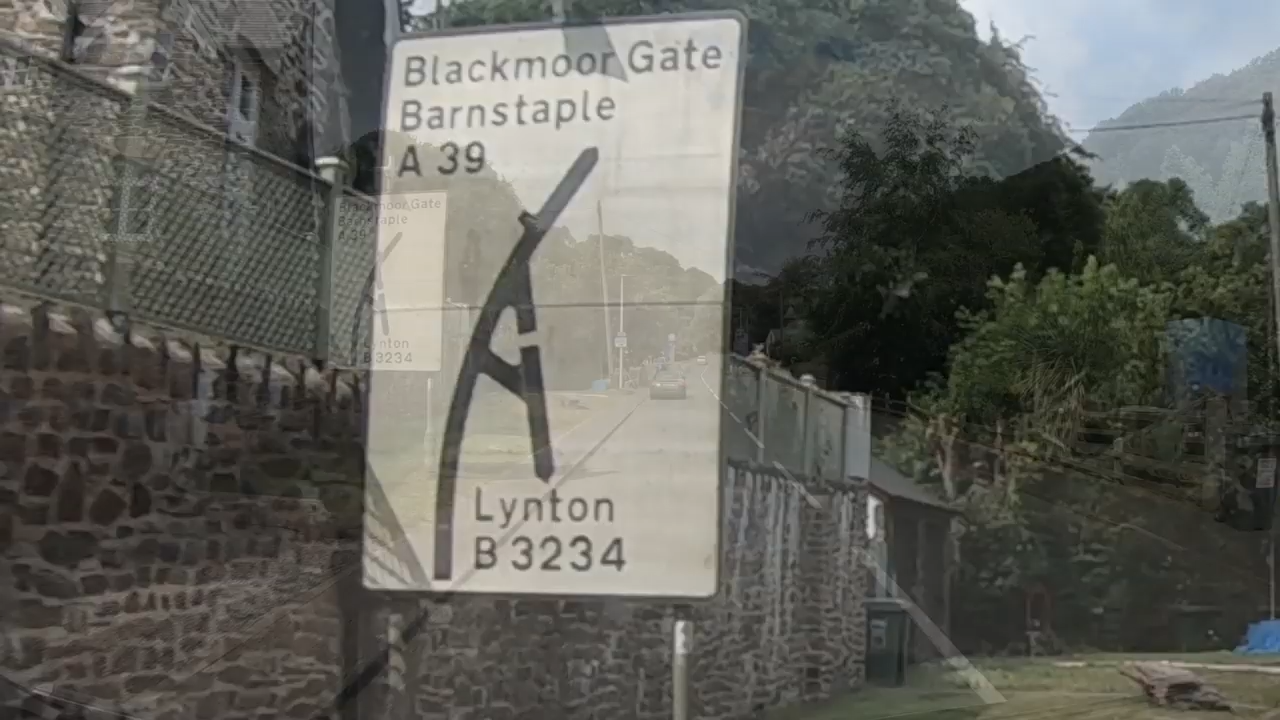 Blackmoor Gate
Barnstaple
A 39
Lynton
B 3234
Blackmoor Gate
Barnstaple
A 39
Lynton
B 3234